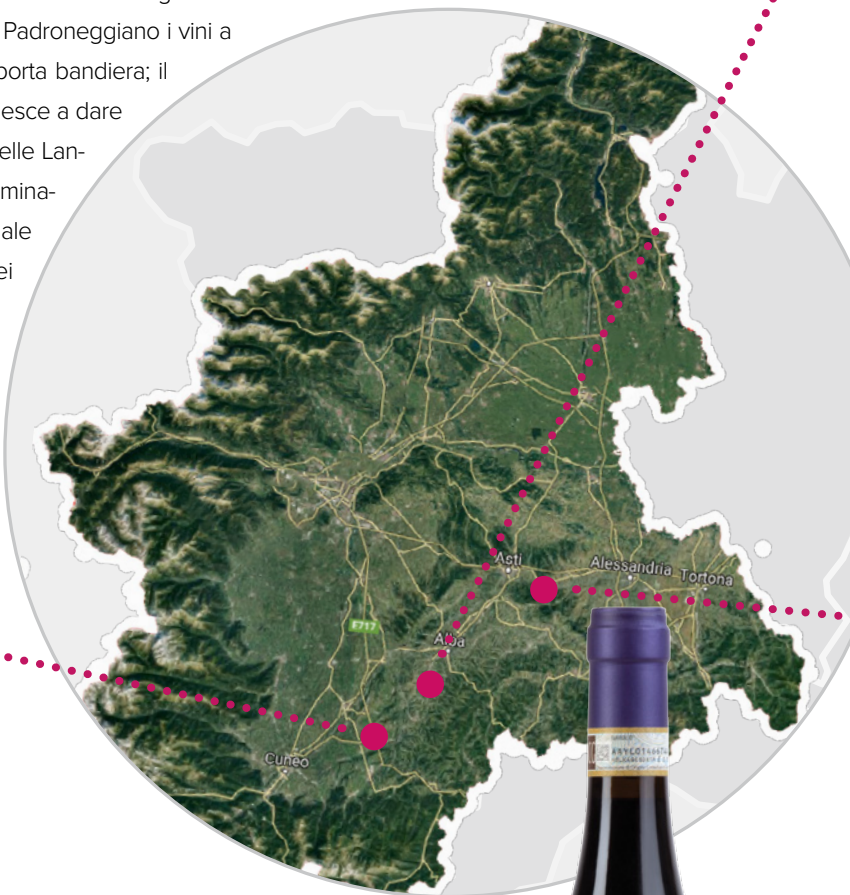 Padroneggiano i vini a
porta bandiera; il
esce a dare
elle Lan-
mina-
ale
ei
Asti
Alessandria
Tortona
E717
Alba
Cuneo